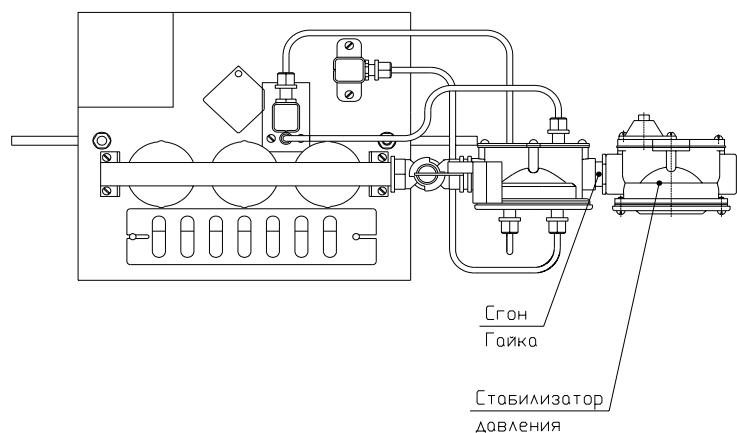 Сгон
Гайка
Стабилизатор
давления